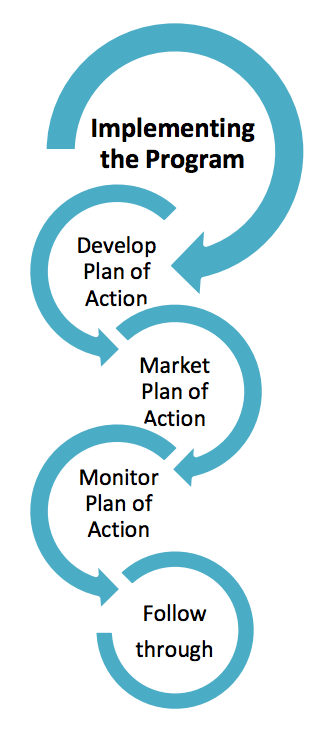 Implementing
the Program
Develop
Plan of
Action
Market
Plan of
Action
Monitor
Plan of
Action
Follow
through